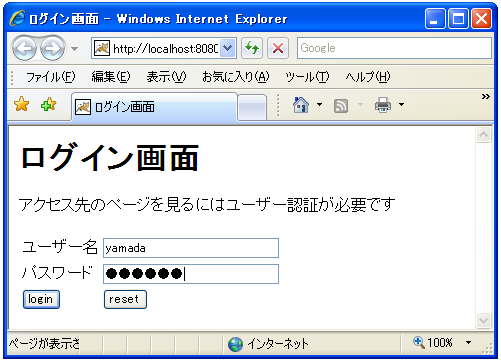 ログイン画面 - Windows Internet Explorer
http://localhost:8080
Google
ファイル(F) 編集(E) 表示(V) お気に入り(A) ツール(T) ヘルプ(H)
ログイン画面
ログイン画面
アクセス先のページを見るにはユーザー認証が必要です
ユーザー名 yamada
パスワード ●●●●●●
login reset
ページが表示さ インターネット 100%